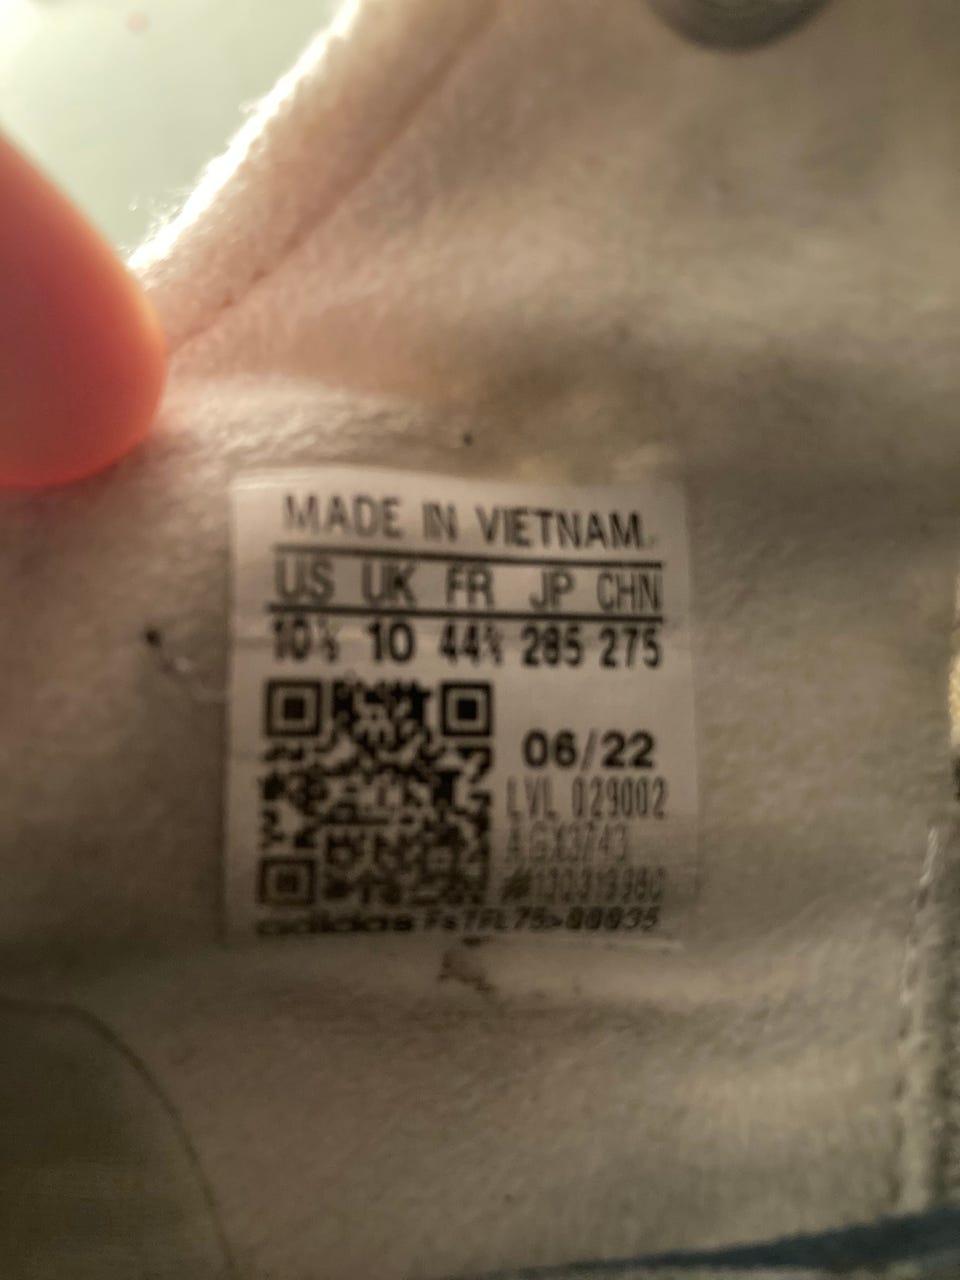 MADE IN VIETNAM
US UK FR JP CHN
10½ 10 44⅔ 285 275
06/22
LVL 029002
adidas